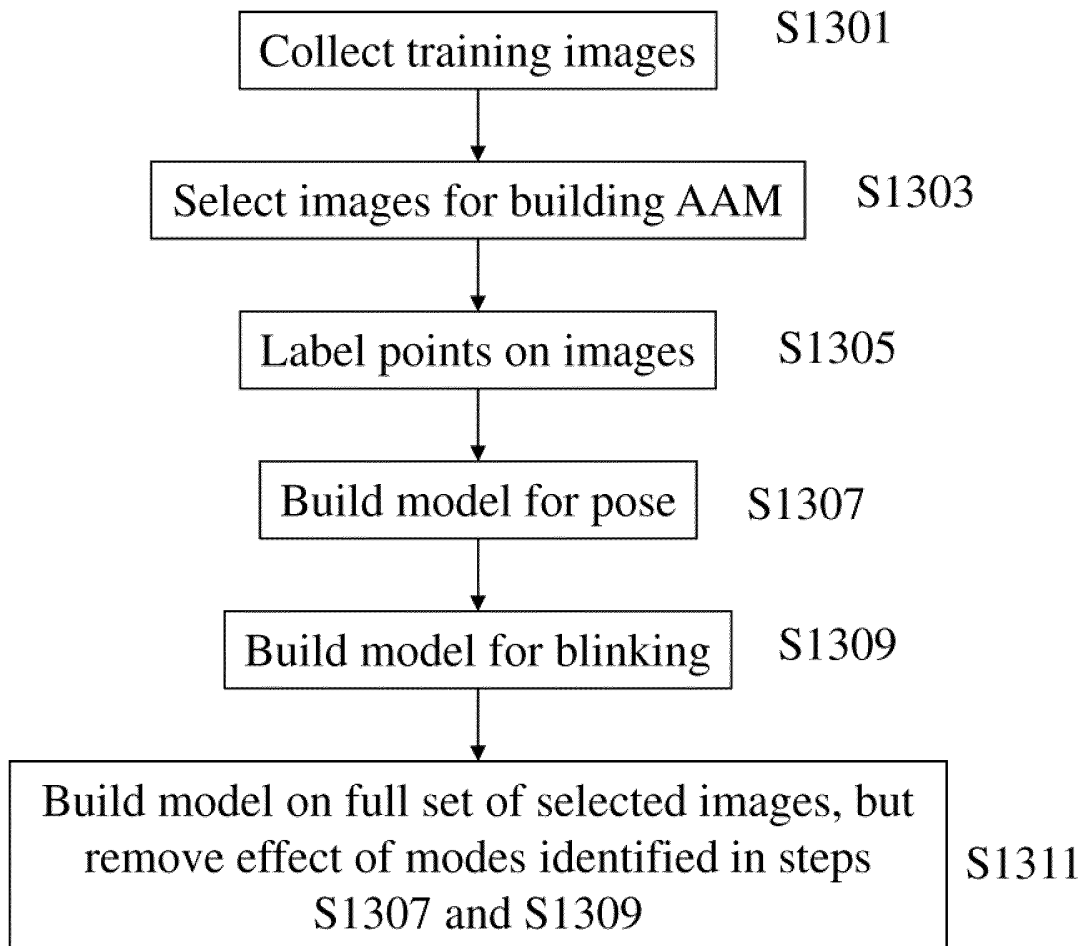 Collect training images
S1301
Select images for building AAM
S1303
Label points on images
S1305
Build model for pose
S1307
Build model for blinking
S1309
Build model on full set of selected images, but
remove effect of modes identified in steps
S1307 and S1309
S1311